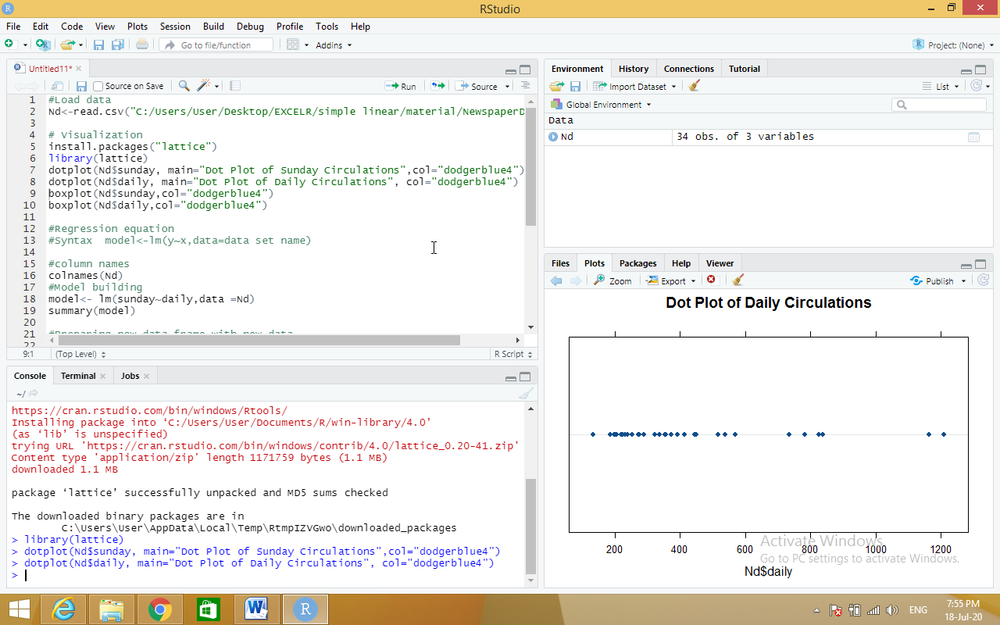 RStudio
File Edit Code View Plots Session Build Debug Profile Tools Help
Go to file/function Addins Project: (None)
Untitled11*
Source on Save Run Source
1 #Load data
2 Nd<-read.csv("C:/Users/User/Desktop/EXCELR/simple linear/material/NewspaperD
3
4 # Visualization
5 install.packages("lattice")
6 library(lattice)
7 dotplot(Nd$sunday, main="Dot Plot of Sunday Circulations",col="dodgerblue4")
8 dotplot(Nd$daily, main="Dot Plot of Daily Circulations", col="dodgerblue4")
9 boxplot(Nd$sunday,col="dodgerblue4")
10 boxplot(Nd$daily,col="dodgerblue4")
11
12 #Regression equation
13 #Syntax  model<-lm(y~x,data=data set name)
14
15 #column names
16 colnames(Nd)
17 #Model building
18 model<- lm(sunday~daily,data =Nd)
19 summary(model)
20
21 #Preparing new data frame with new data
22
9:1 (Top Level) R Script
Console Terminal Jobs
~/
https://cran.rstudio.com/bin/windows/Rtools/
Installing package into ‘C:/Users/User/Documents/R/win-library/4.0’
(as ‘lib’ is unspecified)
trying URL 'https://cran.rstudio.com/bin/windows/contrib/4.0/lattice_0.20-41.zip'
Content type 'application/zip' length 1171759 bytes (1.1 MB)
downloaded 1.1 MB
package ‘lattice’ successfully unpacked and MD5 sums checked
The downloaded binary packages are in
C:\Users\User\AppData\Local\Temp\RtmpIZVGwo\downloaded_packages
> library(lattice)
> dotplot(Nd$sunday, main="Dot Plot of Sunday Circulations",col="dodgerblue4")
> dotplot(Nd$daily, main="Dot Plot of Daily Circulations", col="dodgerblue4")
>
Environment History Connections Tutorial
Import Dataset List
Global Environment
Data
Nd 34 obs. of 3 variables
Files Plots Packages Help Viewer
Zoom Export Publish
Dot Plot of Daily Circulations
200 400 600 800 1000 1200
Nd$daily
Activate Windows
Go to PC settings to activate Windows.
ENG 7:55 PM
18-Jul-20